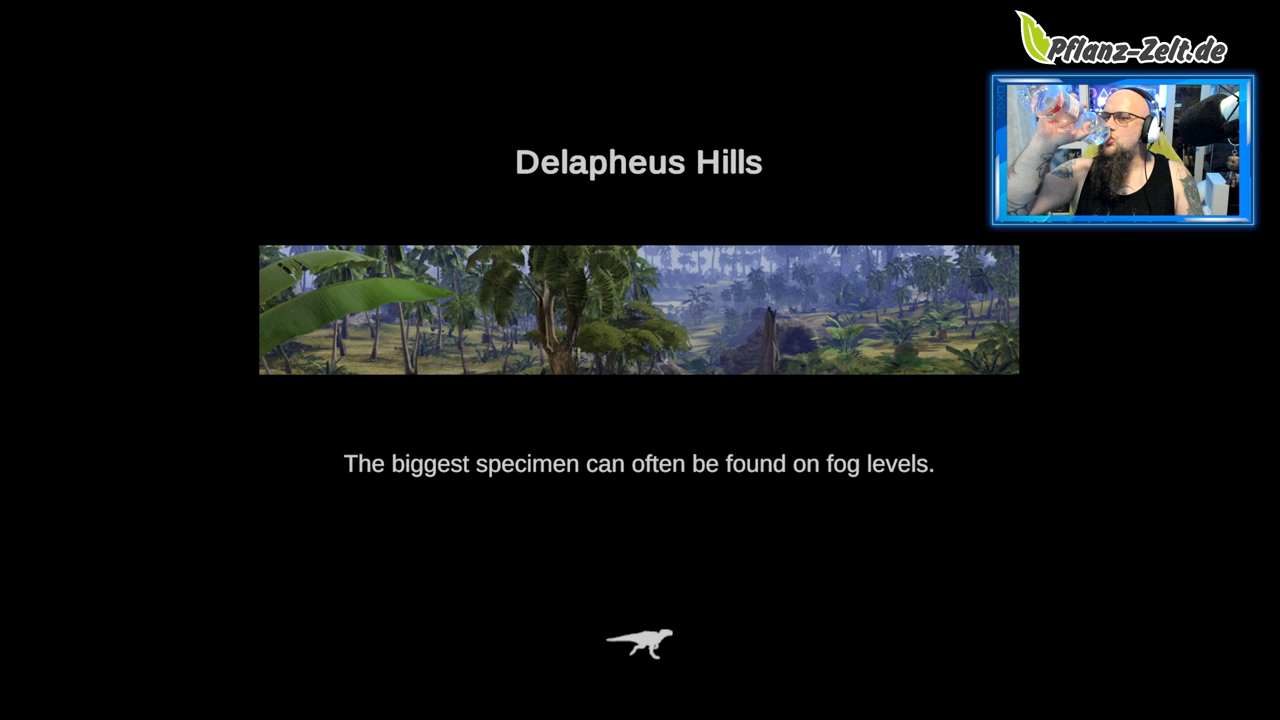 Pflanz-Zelt.de
Delapheus Hills
The biggest specimen can often be found on fog levels.